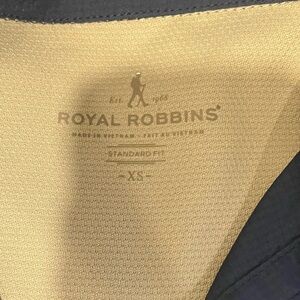 Est. 1968
ROYAL ROBBINS®
MADE IN VIETNAM - FAIT AU VIETNAM
STANDARD FIT
-XS-